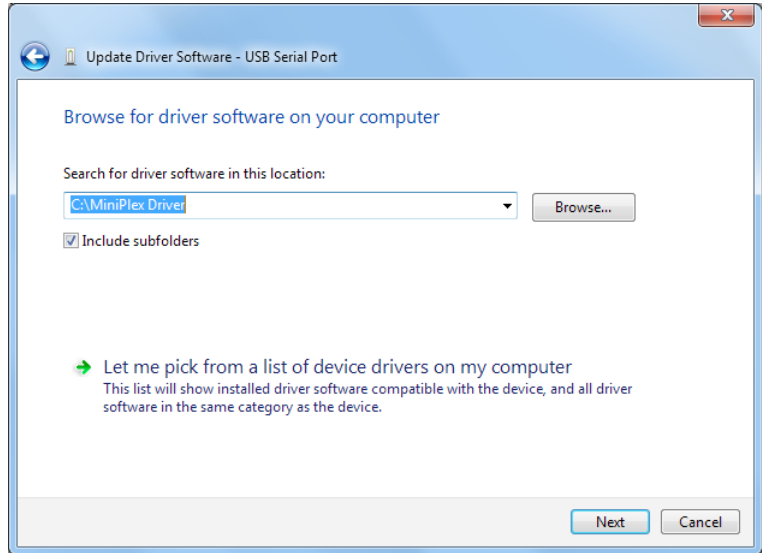 Update Driver Software - USB Serial Port
Browse for driver software on your computer
Search for driver software in this location:
C:\MiniPlex Driver
Browse...
Include subfolders
Let me pick from a list of device drivers on my computer
This list will show installed driver software compatible with the device, and all driver
software in the same category as the device.
Next
Cancel